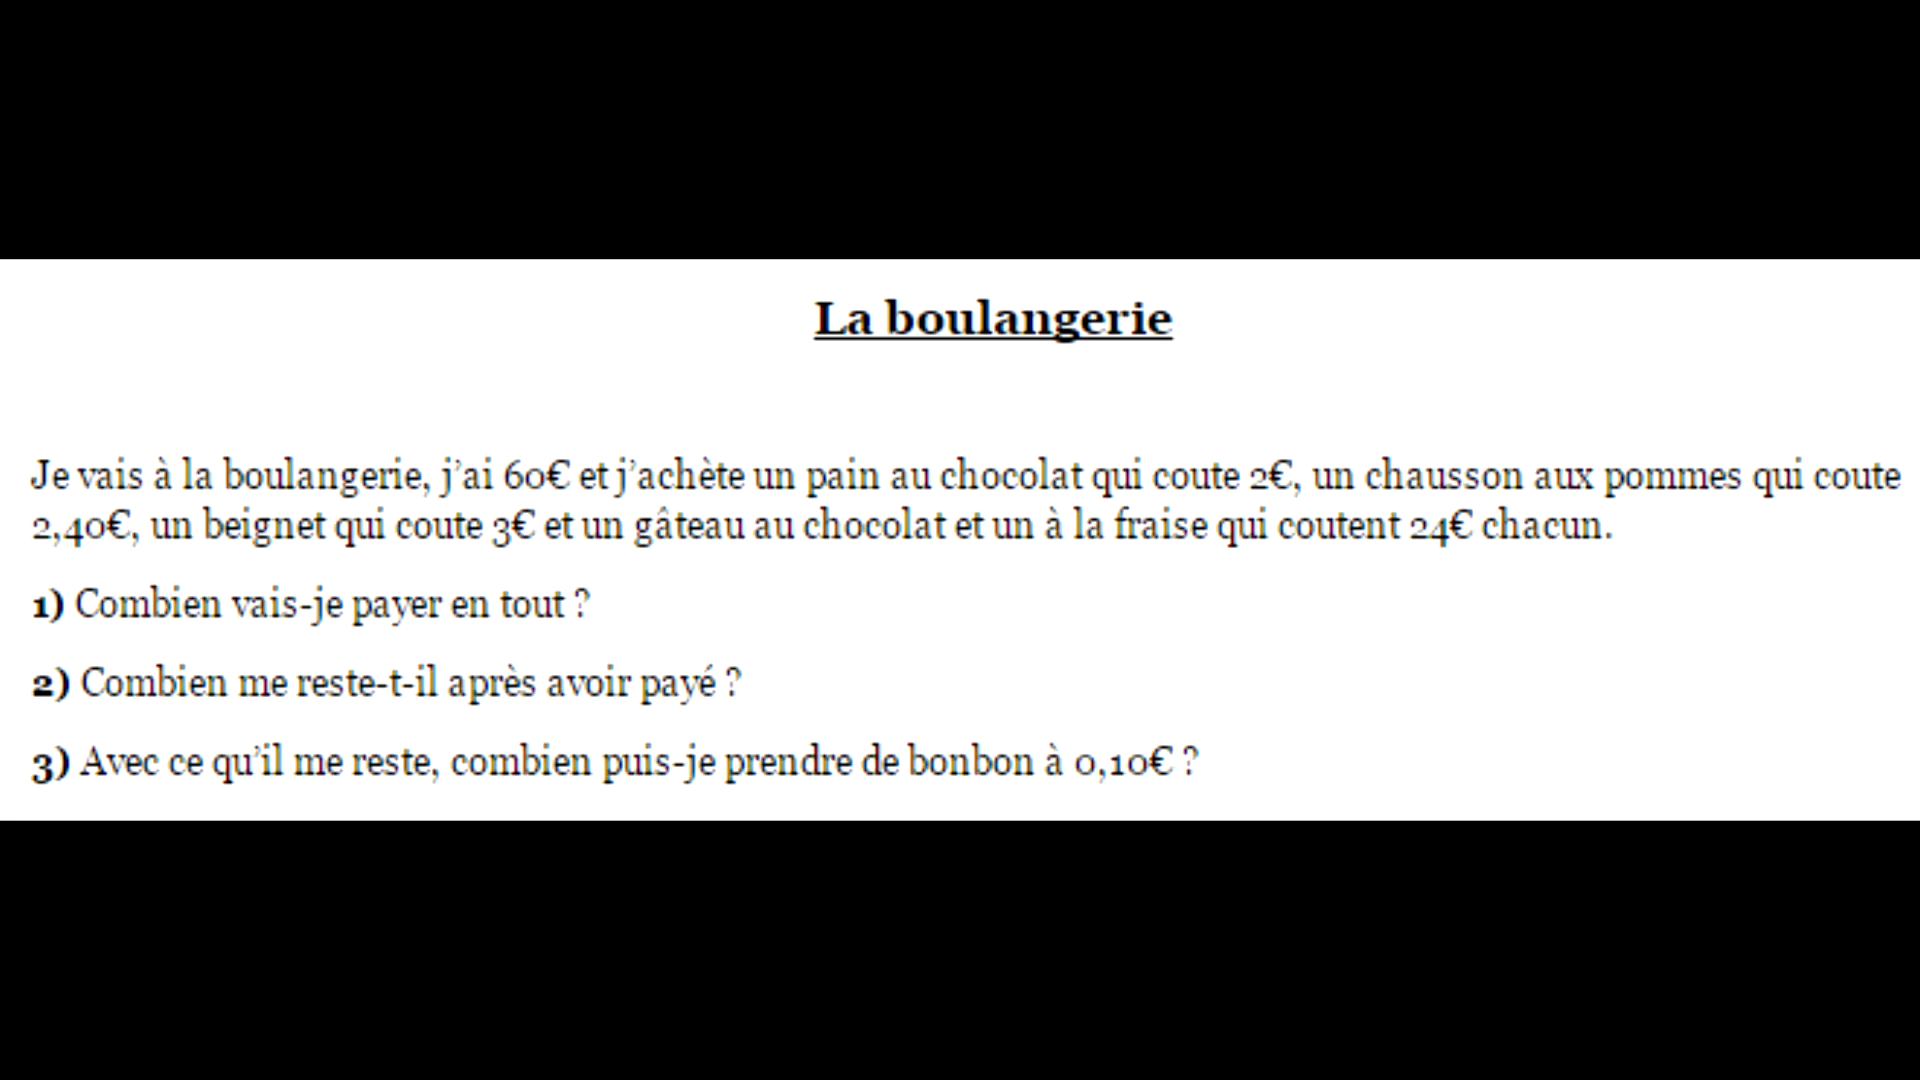 La boulangerie
Je vais à la boulangerie, j’ai 60€ et j’achète un pain au chocolat qui coute 2€, un chausson aux pommes qui coute
2,40€, un beignet qui coute 3€ et un gâteau au chocolat et un à la fraise qui coutent 24€ chacun.
1) Combien vais-je payer en tout ?
2) Combien me reste-t-il après avoir payé ?
3) Avec ce qu’il me reste, combien puis-je prendre de bonbon à 0,10€ ?